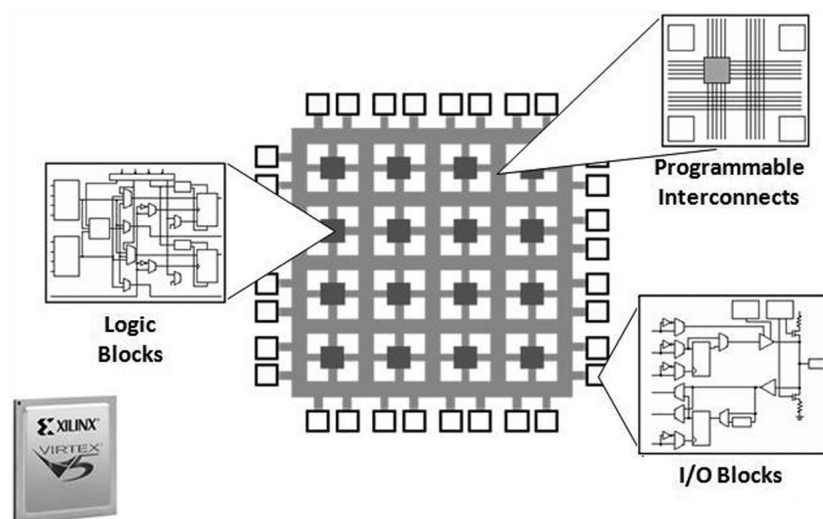 Programmable
Interconnects
Logic
Blocks
I/O Blocks
XILINX
VIRTEX
5